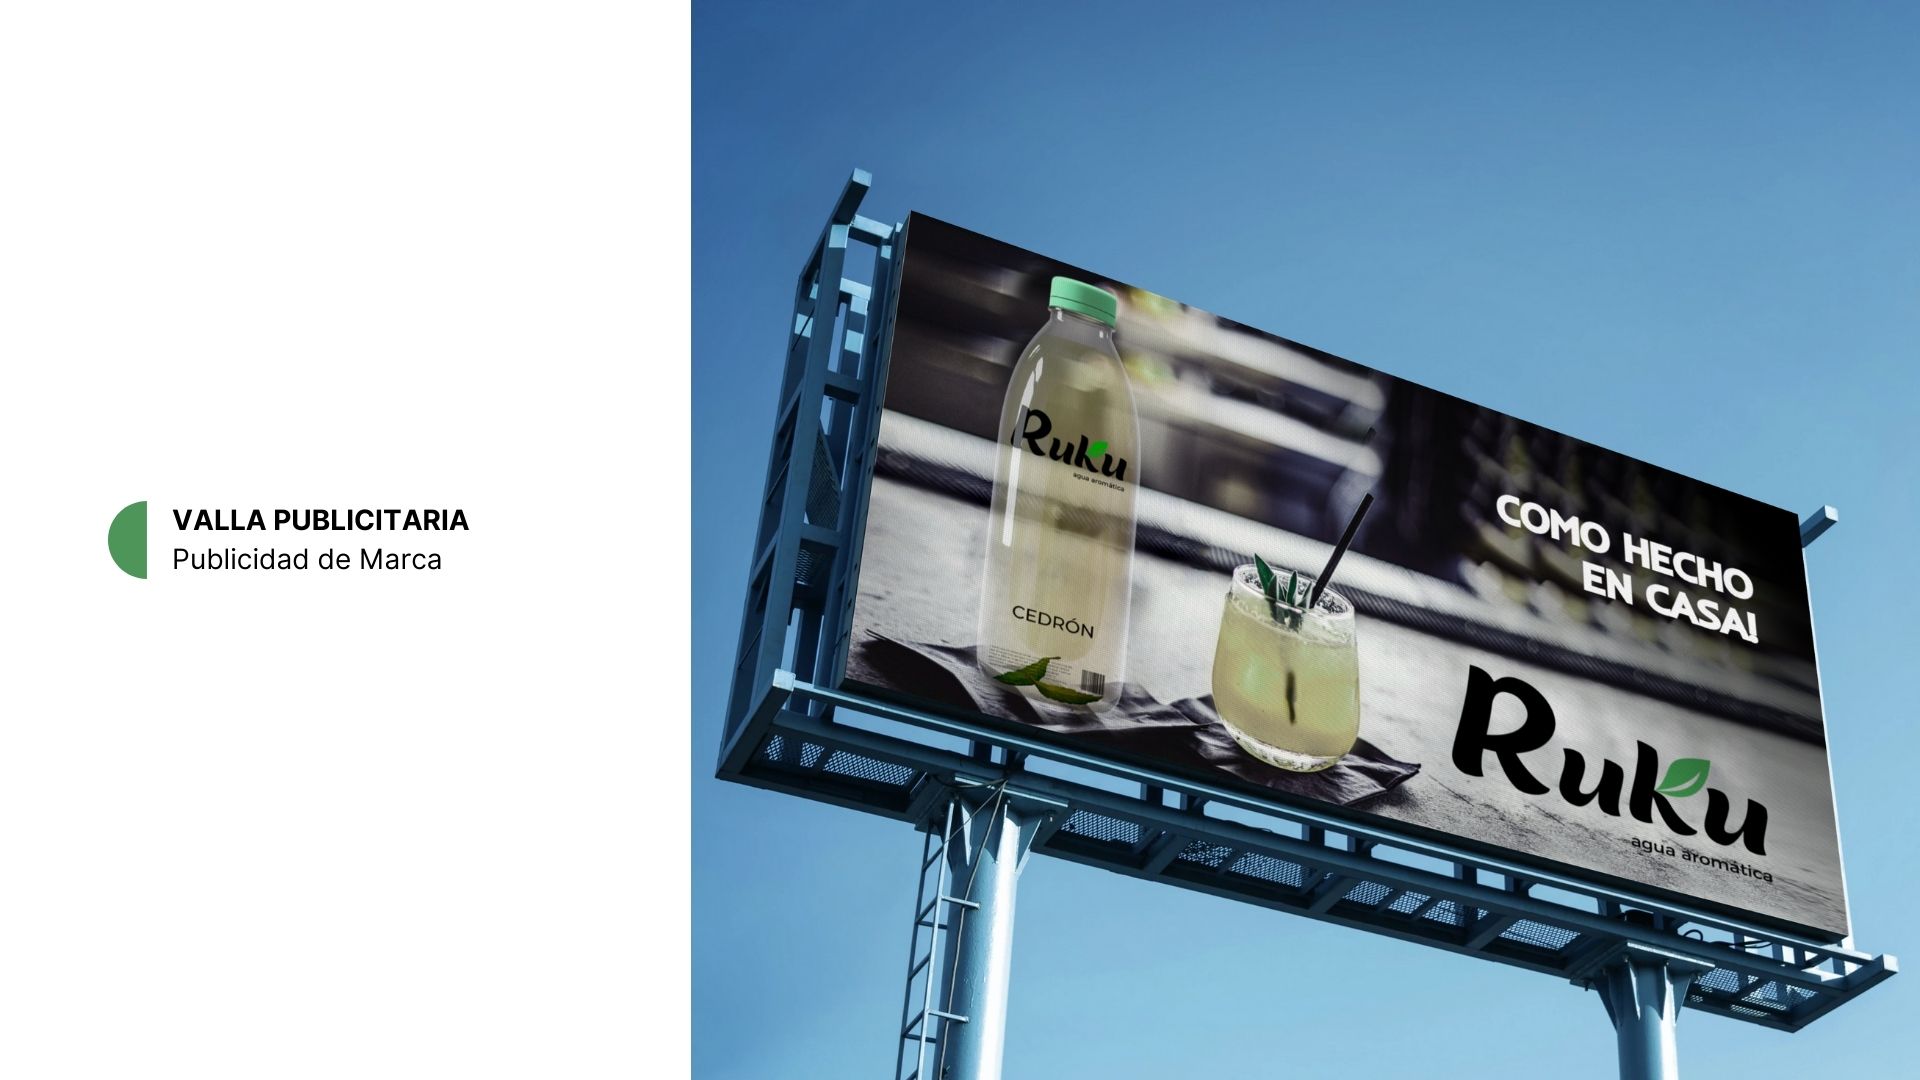 VALLA PUBLICITARIA
Publicidad de Marca
Ruku
agua aromática
CEDRÓN
COMO HECHO
EN CASA!
Ruku
agua aromática